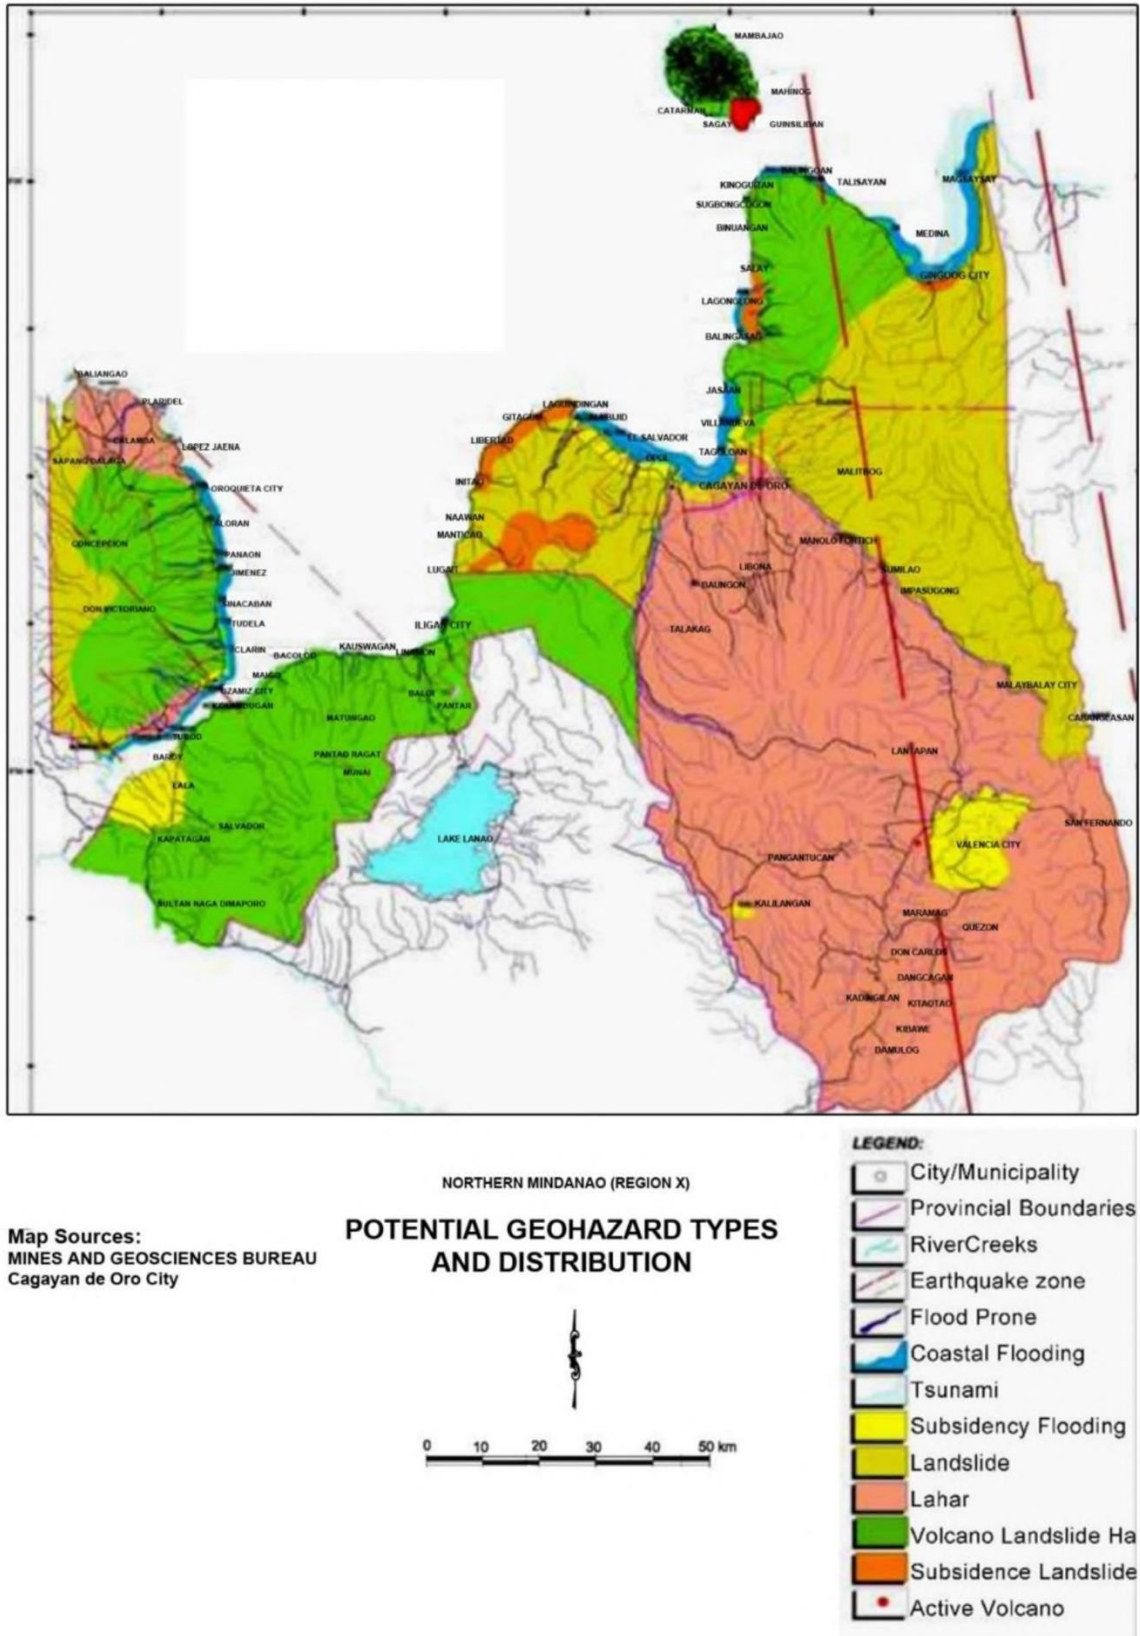 MAMBAJAO
MAHINOG
CATARMAN
SAGAY
GUINSILIBAN
BALINGOAN
KINOGUITAN
TALISAYAN
MAGSAYSAY
SUGBONGCOGON
BINUANGAN
MEDINA
SALAY
GINGOOG CITY
LAGONGLONG
BALINGASAG
BALIANGAO
PLARIDEL
JASAAN
LAGUINDINGAN
GITAGUM
ALUBIJID
CALAMBA
LOPEZ JAENA
LIBERTAD
EL SALVADOR
VILLANUEVA
TAGOLOAN
OPOL
SAPANG DALAGA
MALITBOG
INITAO
OROQUIETA CITY
CAGAYAN DE ORO
NAAWAN
ALORAN
MANTICAO
CONCEPCION
MANOLO FORTICH
PANAON
LUGAIT
JIMENEZ
LIBONA
SUMILAO
BAUNGON
IMPASUGONG
DON VICTORIANO
SINACABAN
TUDELA
ILIGAN CITY
TALAKAG
CLARIN
BACOLOD
KAUSWAGAN
LINAMON
MAIGO
MALAYBALAY CITY
OZAMIZ CITY
BALOI
PANTAR
KOLAMBUGAN
MATUNGAO
CABANGLASAN
TUBOD
BAROY
PANTAO RAGAT
LANTAPAN
MUNAI
LALA
SALVADOR
LAKE LANAO
SAN FERNANDO
KAPATAGAN
VALENCIA CITY
PANGANTUCAN
SULTAN NAGA DIMAPORO
KALILANGAN
MARAMAG
QUEZON
DON CARLOS
DANGCAGAN
KADINGILAN
KITAOTAO
KIBAWE
DAMULOG
NORTHERN MINDANAO (REGION X)
POTENTIAL GEOHAZARD TYPES
AND DISTRIBUTION
Map Sources:
MINES AND GEOSCIENCES BUREAU
Cagayan de Oro City
0 10 20 30 40 50 km
LEGEND:
City/Municipality
Provincial Boundaries
RiverCreeks
Earthquake zone
Flood Prone
Coastal Flooding
Tsunami
Subsidency Flooding
Landslide
Lahar
Volcano Landslide Ha
Subsidence Landslide
Active Volcano